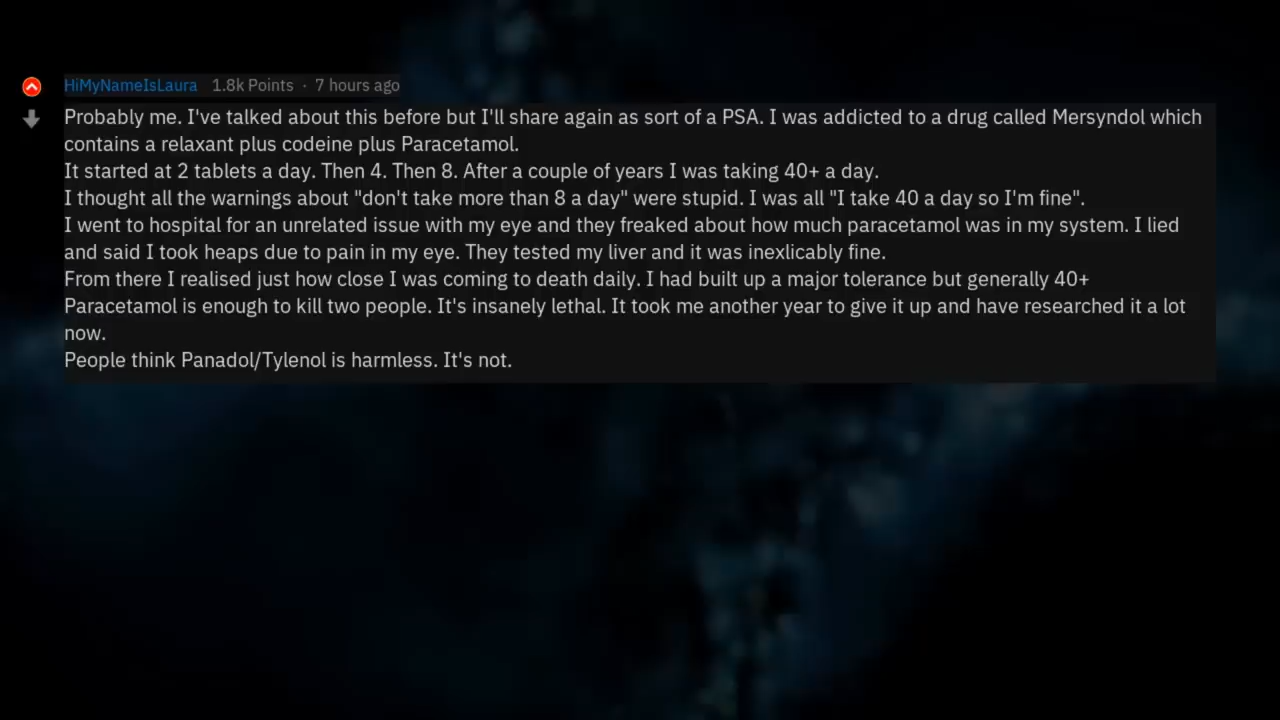 HiMyNameIsLaura 1.8k Points · 7 hours ago
Probably me. I've talked about this before but I'll share again as sort of a PSA. I was addicted to a drug called Mersyndol which
contains a relaxant plus codeine plus Paracetamol.
It started at 2 tablets a day. Then 4. Then 8. After a couple of years I was taking 40+ a day.
I thought all the warnings about "don't take more than 8 a day" were stupid. I was all "I take 40 a day so I'm fine".
I went to hospital for an unrelated issue with my eye and they freaked about how much paracetamol was in my system. I lied
and said I took heaps due to pain in my eye. They tested my liver and it was inexlicably fine.
From there I realised just how close I was coming to death daily. I had built up a major tolerance but generally 40+
Paracetamol is enough to kill two people. It's insanely lethal. It took me another year to give it up and have researched it a lot
now.
People think Panadol/Tylenol is harmless. It's not.